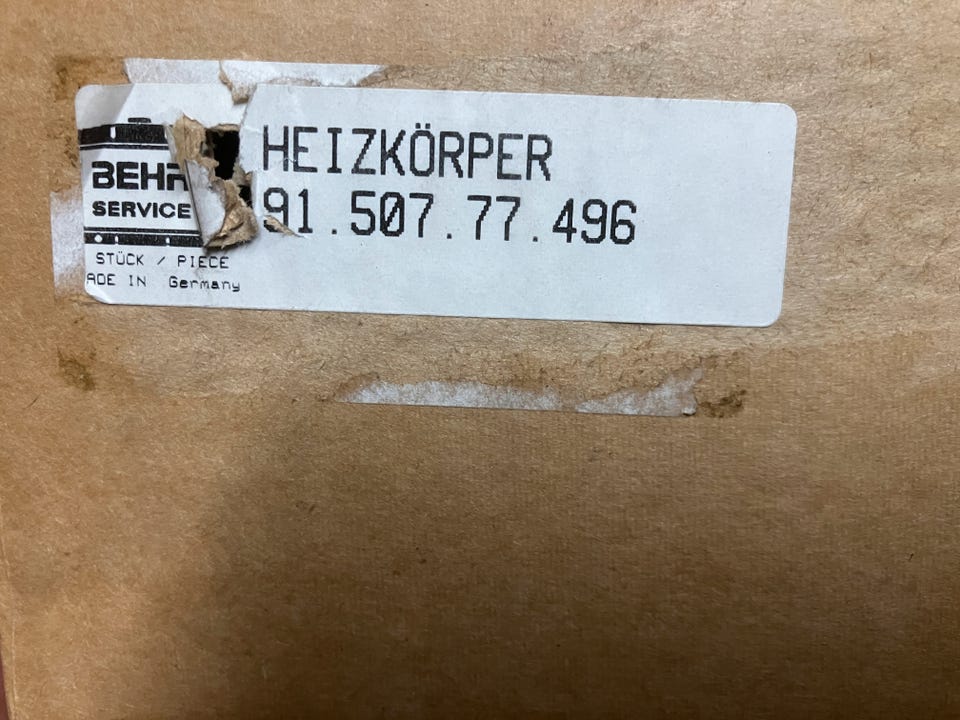 BEHR
SERVICE
STÜCK / PIECE
ADE IN Germany
HEIZKÖRPER
91.507.77.496